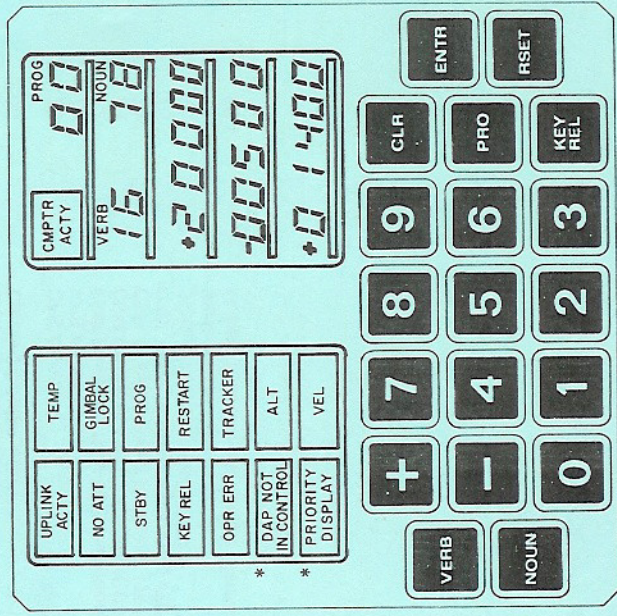 UPLINK ACTY
TEMP
NO ATT
GIMBAL LOCK
STBY
PROG
KEY REL
RESTART
OPR ERR
TRACKER
* DAP NOT IN CONTROL
ALT
* PRIORITY DISPLAY
VEL
CMPTR ACTY
PROG
00
VERB NOUN
16 78
+20000
-00500
+01400
VERB
NOUN
+ 7 8 9 CLR
ENTR
- 4 5 6 PRO
RSET
0 1 2 3 KEY REL